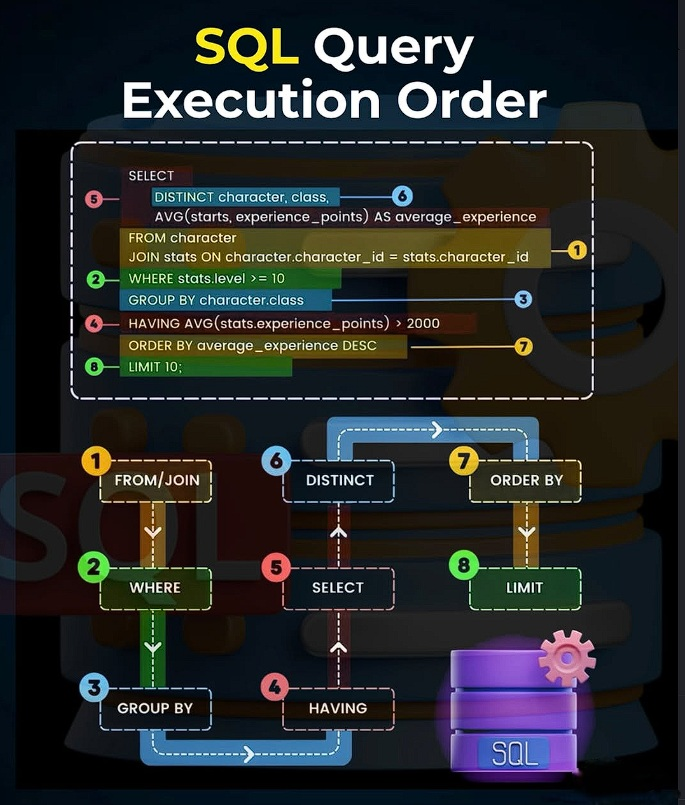 SQL Query
Execution Order
SELECT
5
DISTINCT character, class,
6
AVG(starts, experience_points) AS average_experience
FROM character
JOIN stats ON character.character_id = stats.character_id
1
2
WHERE stats.level >= 10
GROUP BY character.class
3
4
HAVING AVG(stats.experience_points) > 2000
ORDER BY average_experience DESC
7
8
LIMIT 10;
1
FROM/JOIN
2
WHERE
3
GROUP BY
4
HAVING
5
SELECT
6
DISTINCT
7
ORDER BY
8
LIMIT
SQL
SQL